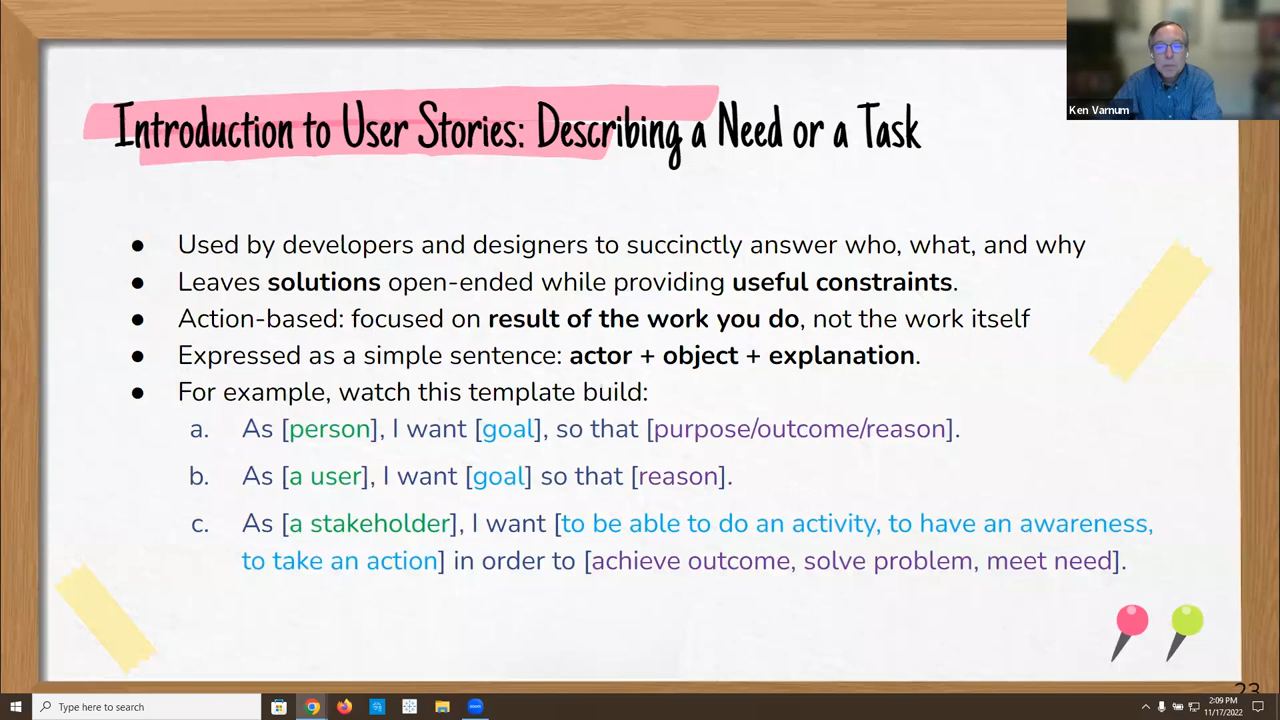 Introduction to User Stories: Describing a Need or a Task
Ken Varnum
● Used by developers and designers to succinctly answer who, what, and why
● Leaves solutions open-ended while providing useful constraints.
● Action-based: focused on result of the work you do, not the work itself
● Expressed as a simple sentence: actor + object + explanation.
● For example, watch this template build:
a. As [person], I want [goal], so that [purpose/outcome/reason].
b. As [a user], I want [goal] so that [reason].
c. As [a stakeholder], I want [to be able to do an activity, to have an awareness,
to take an action] in order to [achieve outcome, solve problem, meet need].
23
Type here to search
2:09 PM
11/17/2022